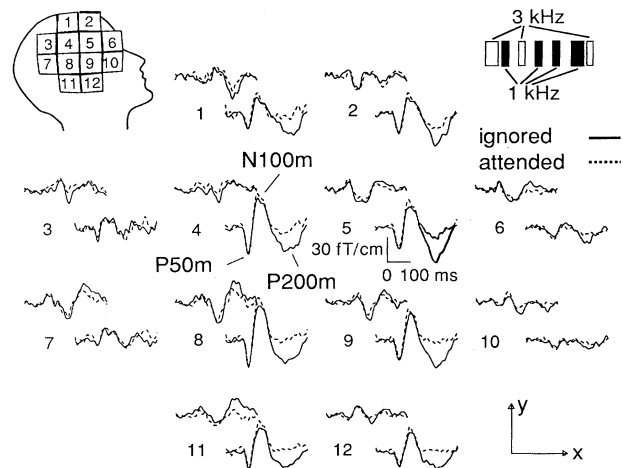 1 2
3 kHz
3 4 5 6
7 8 9 10
11 12
1 kHz
1 2
ignored
attended
N100m
3 4 5 6
30 fT/cm
P50m P200m 0 100 ms
7 8 9 10
y
11 12 x